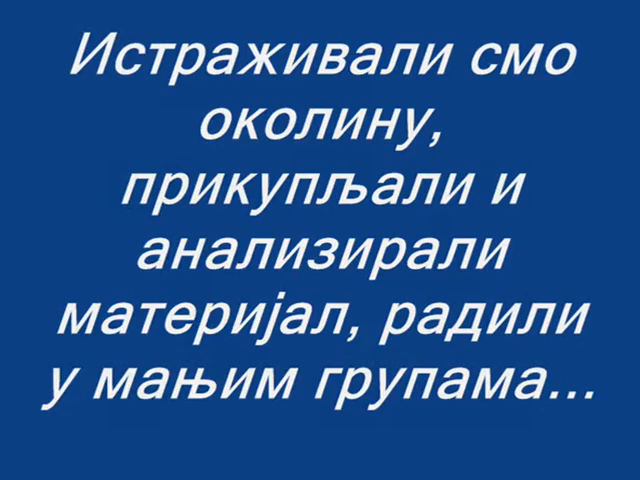 Истраживали смо
околину,
прикупљали и
анализирали
материјал, радили
у мањим групама...